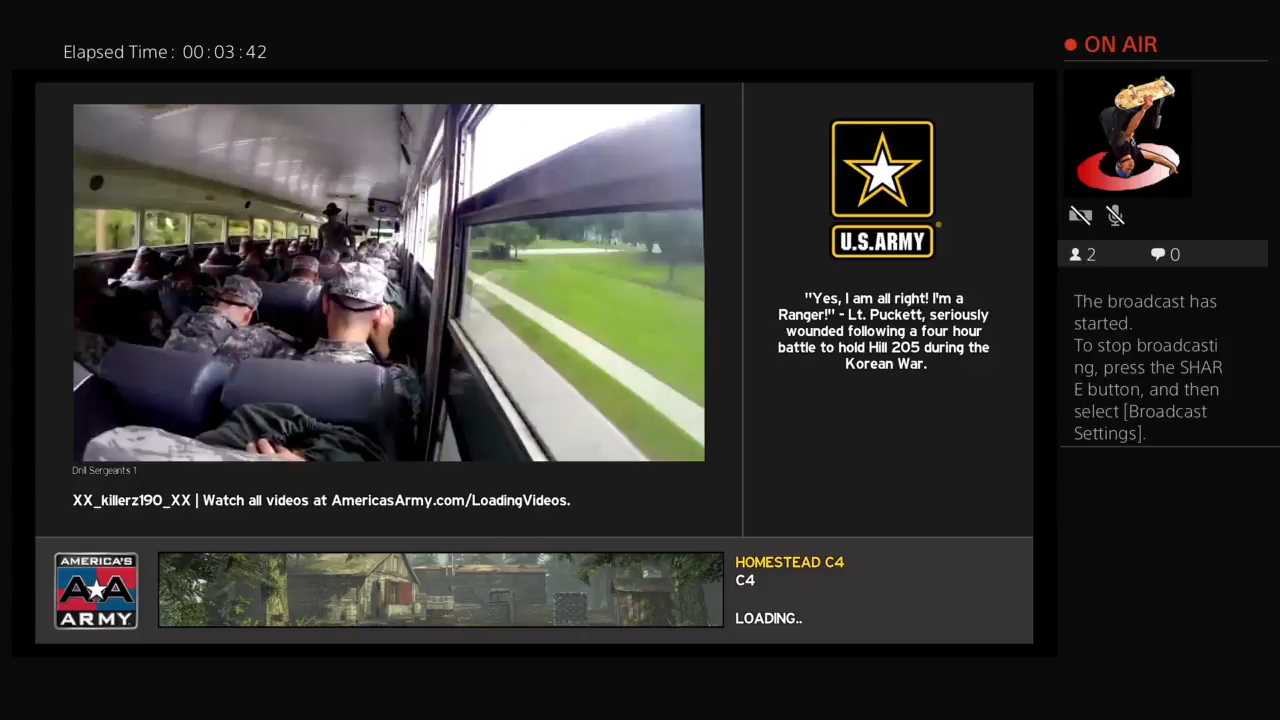 Elapsed Time: 00:03:42
ON AIR
U.S.ARMY
®
"Yes, I am all right! I'm a
Ranger!" - Lt. Puckett, seriously
wounded following a four hour
battle to hold Hill 205 during the
Korean War.
Drill Sergeants 1
XX_killerz190_XX | Watch all videos at AmericasArmy.com/LoadingVideos.
AMERICA'S
AA
ARMY
HOMESTEAD C4
C4
LOADING..
2 0
The broadcast has
started.
To stop broadcasti
ng, press the SHAR
E button, and then
select [Broadcast
Settings].